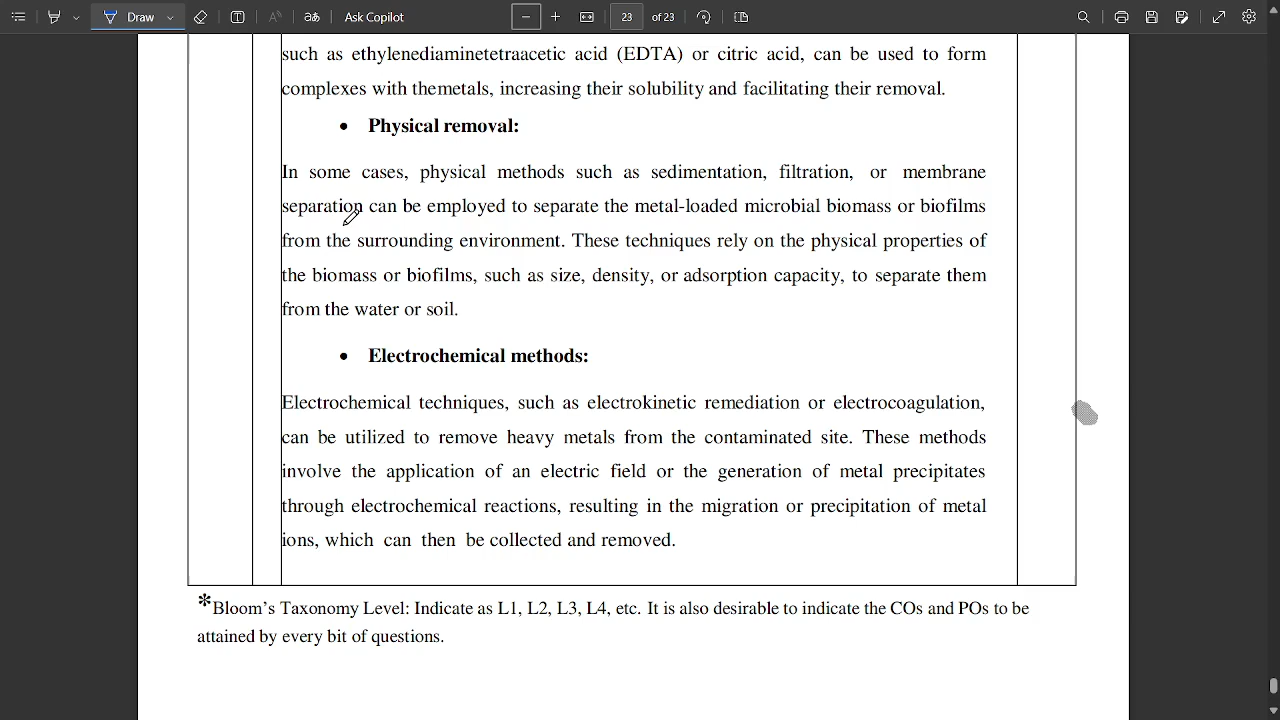 Draw
Ask Copilot
23 of 23
such as ethylenediaminetetraacetic acid (EDTA) or citric acid, can be used to form
complexes with themetals, increasing their solubility and facilitating their removal.
• Physical removal:
In some cases, physical methods such as sedimentation, filtration, or membrane
separation can be employed to separate the metal-loaded microbial biomass or biofilms
from the surrounding environment. These techniques rely on the physical properties of
the biomass or biofilms, such as size, density, or adsorption capacity, to separate them
from the water or soil.
• Electrochemical methods:
Electrochemical techniques, such as electrokinetic remediation or electrocoagulation,
can be utilized to remove heavy metals from the contaminated site. These methods
involve the application of an electric field or the generation of metal precipitates
through electrochemical reactions, resulting in the migration or precipitation of metal
ions, which can then be collected and removed.
*Bloom’s Taxonomy Level: Indicate as L1, L2, L3, L4, etc. It is also desirable to indicate the COs and POs to be
attained by every bit of questions.